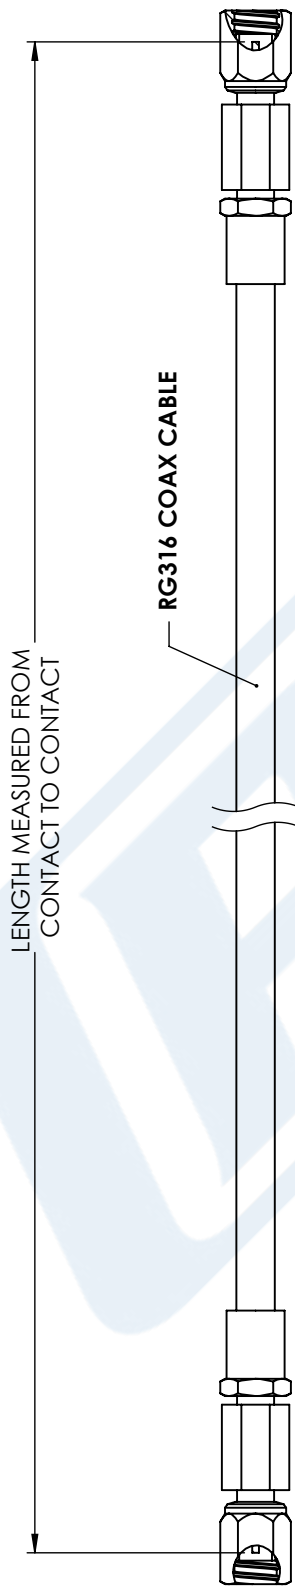 LENGTH MEASURED FROM
CONTACT TO CONTACT
RG316 COAX CABLE